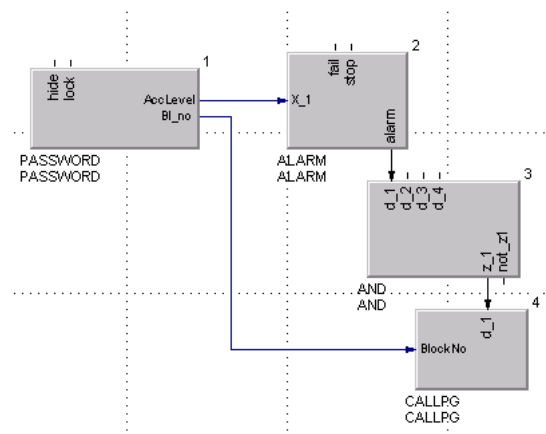 1
hide
lock
AccLevel
Bl_no
PASSWORD
PASSWORD
2
fail
stop
X_1
alarm
ALARM
ALARM
3
d_1
d_2
d_3
d_4
z_1
not_z1
AND
AND
4
d_1
BlockNo
CALLPG
CALLPG